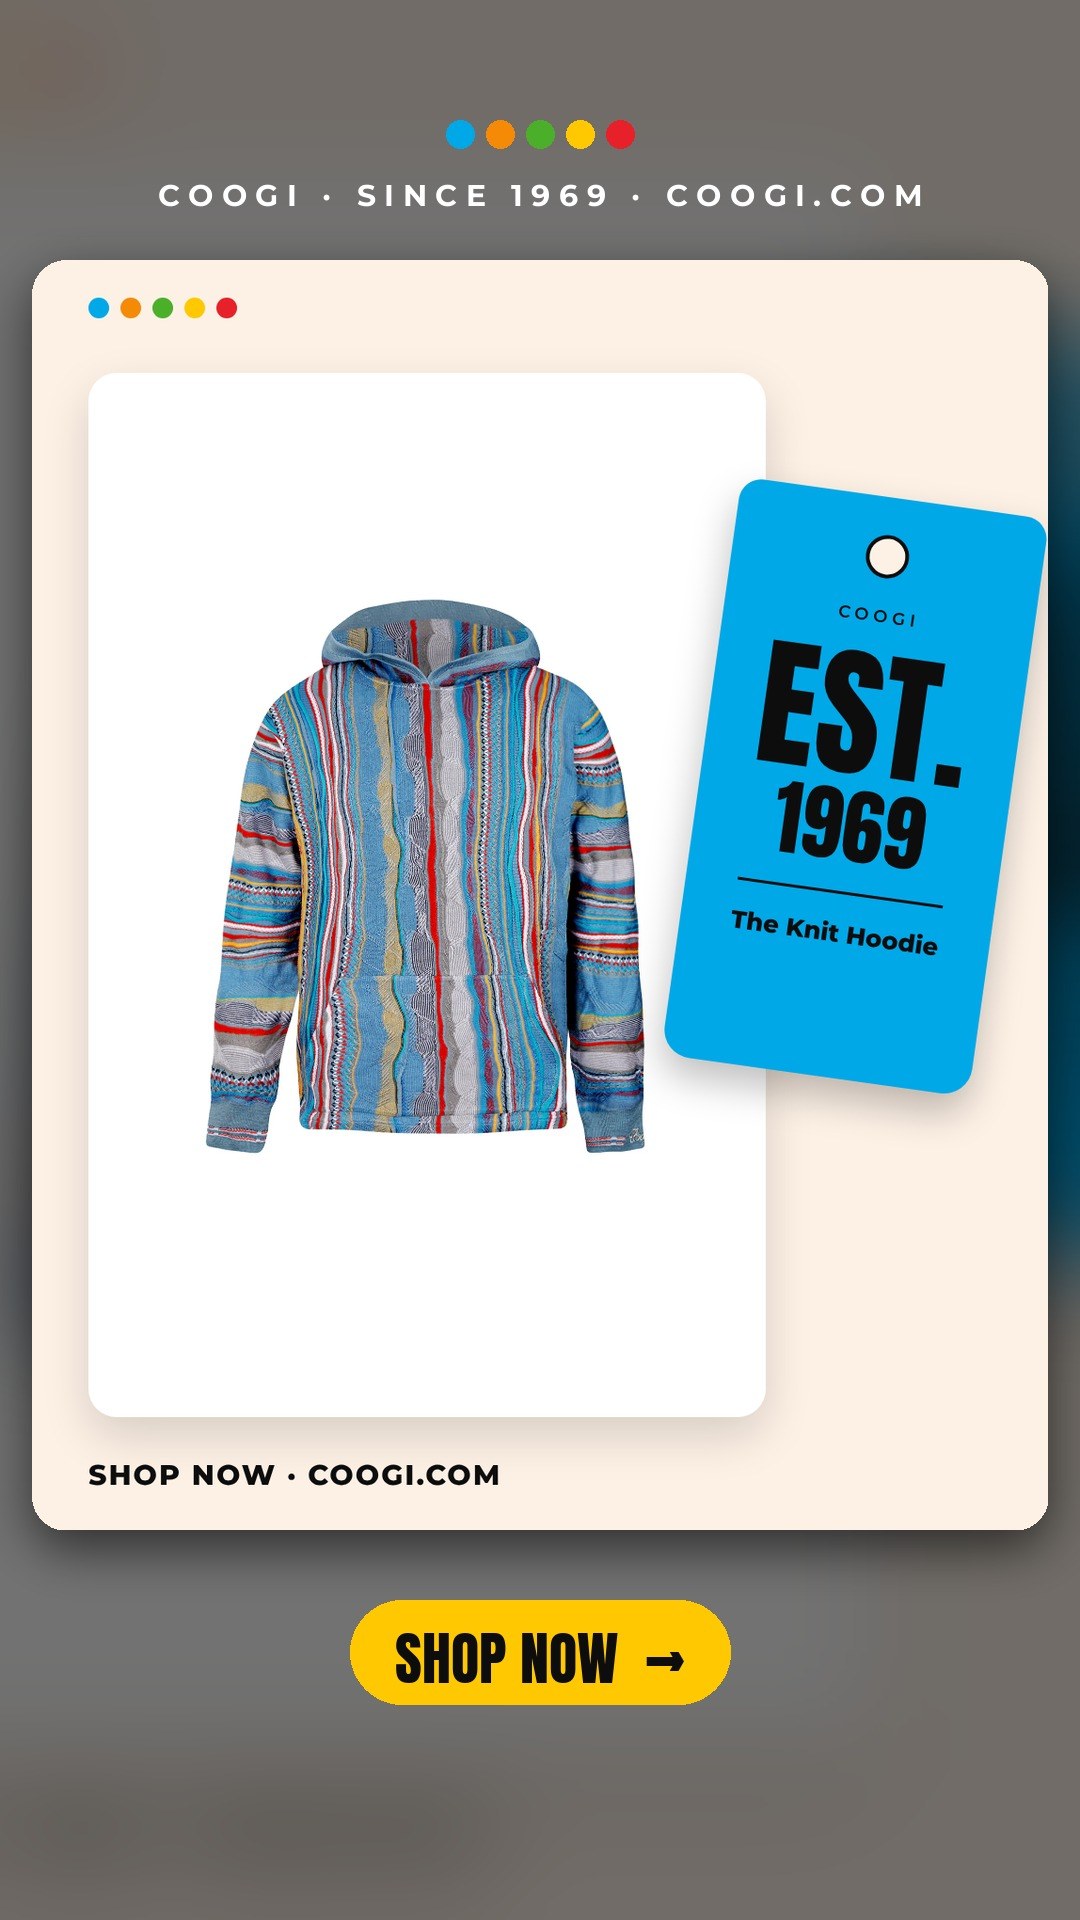 COOGI · SINCE 1969 · COOGI.COM
COOGI
EST.
1969
The Knit Hoodie
SHOP NOW · COOGI.COM
SHOP NOW →